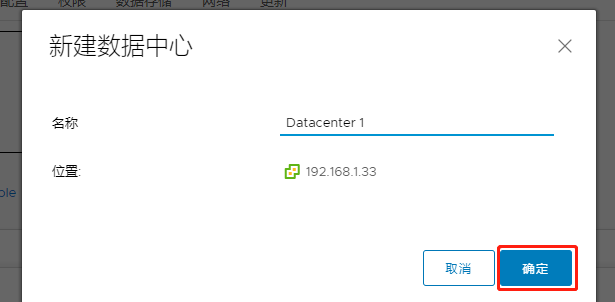 配置 权限 数据存储 网络 更新
新建数据中心
名称 Datacenter 1
位置: 192.168.1.33
ple
取消 确定